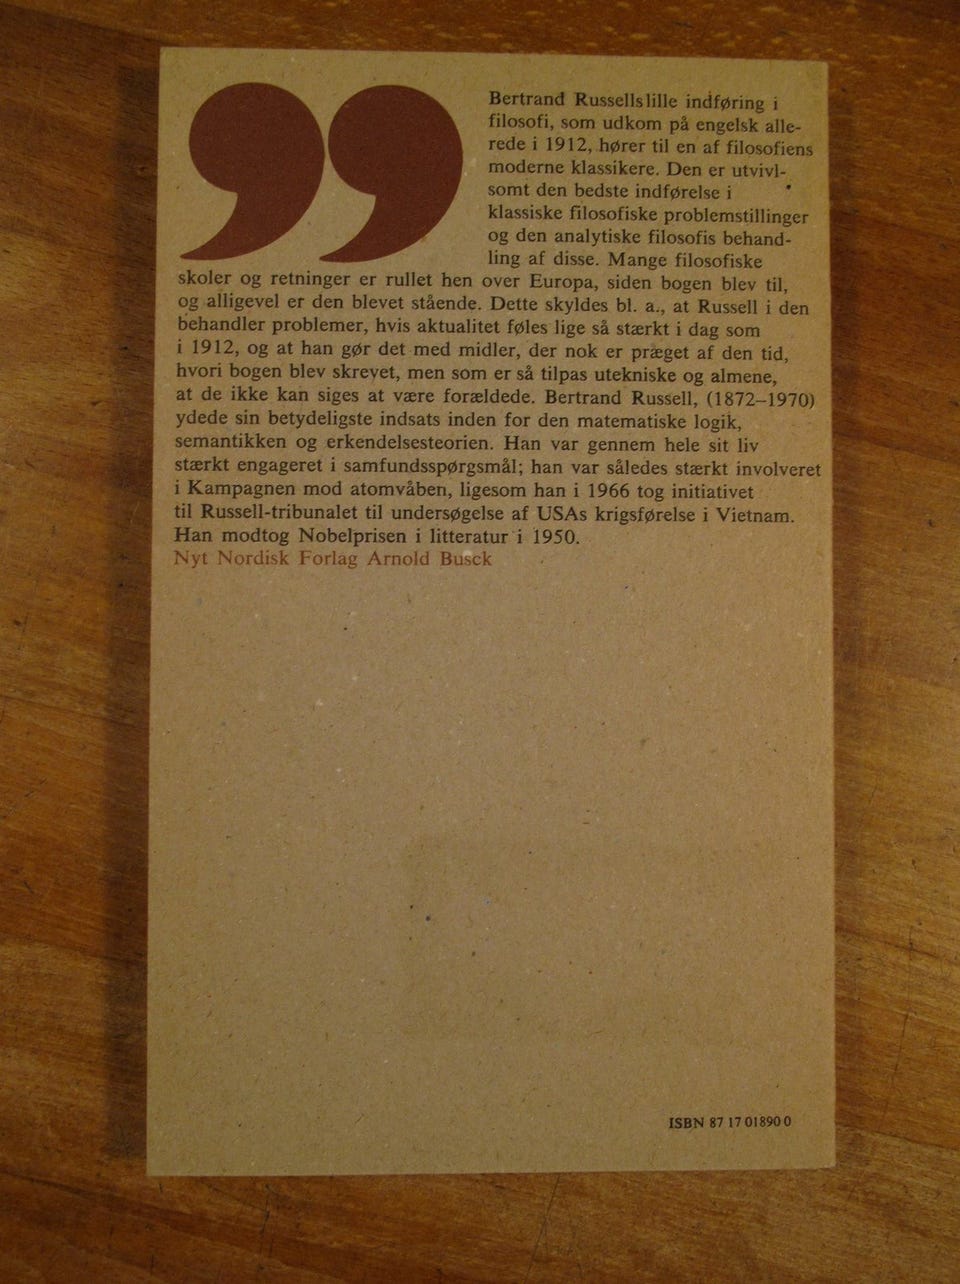 Bertrand Russells lille indføring i
filosofi, som udkom på engelsk alle-
rede i 1912, hører til en af filosofiens
moderne klassikere. Den er utvivl-
somt den bedste indførelse i
klassiske filosofiske problemstillinger
og den analytiske filosofis behand-
ling af disse. Mange filosofiske
skoler og retninger er rullet hen over Europa, siden bogen blev til,
og alligevel er den blevet stående. Dette skyldes bl. a., at Russell i den
behandler problemer, hvis aktualitet føles lige så stærkt i dag som
i 1912, og at han gør det med midler, der nok er præget af den tid,
hvori bogen blev skrevet, men som er så tilpas utekniske og almene,
at de ikke kan siges at være forældede. Bertrand Russell, (1872–1970)
ydede sin betydeligste indsats inden for den matematiske logik,
semantikken og erkendelsesteorien. Han var gennem hele sit liv
stærkt engageret i samfundsspørgsmål; han var således stærkt involveret
i Kampagnen mod atomvåben, ligesom han i 1966 tog initiativet
til Russell-tribunalet til undersøgelse af USAs krigsførelse i Vietnam.
Han modtog Nobelprisen i litteratur i 1950.
Nyt Nordisk Forlag Arnold Busck
ISBN 87 17 01890 0